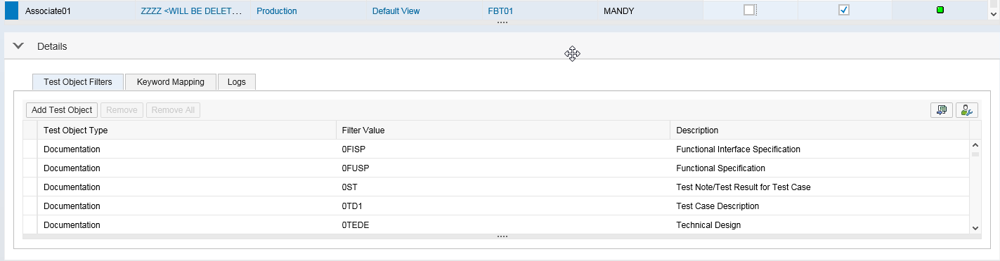 Associate01 ZZZZ <WILL BE DELET... Production Default View FBT01 MANDY
Details
Test Object Filters Keyword Mapping Logs
Add Test Object Remove Remove All
Test Object Type Filter Value Description
Documentation 0FISP Functional Interface Specification
Documentation 0FUSP Functional Specification
Documentation 0ST Test Note/Test Result for Test Case
Documentation 0TD1 Test Case Description
Documentation 0TEDE Technical Design